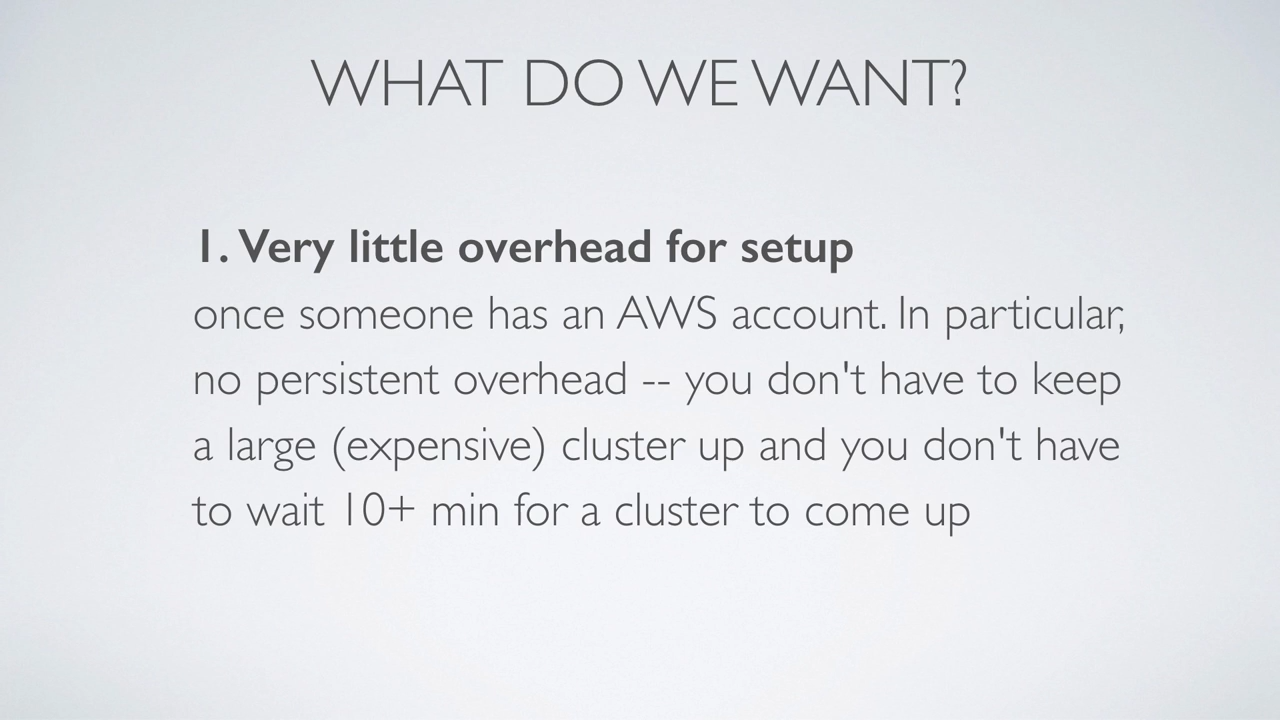 WHAT DO WE WANT?
1. Very little overhead for setup
once someone has an AWS account. In particular,
no persistent overhead -- you don't have to keep
a large (expensive) cluster up and you don't have
to wait 10+ min for a cluster to come up